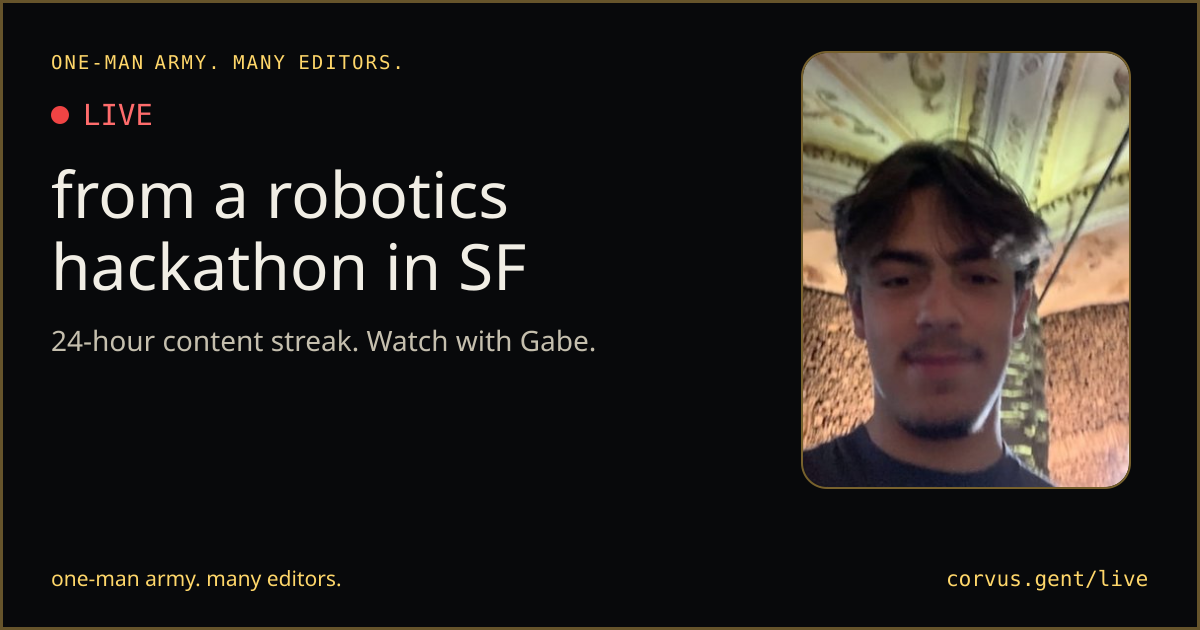 ONE-MAN ARMY. MANY EDITORS.
LIVE
from a robotics
hackathon in SF
24-hour content streak. Watch with Gabe.
one-man army. many editors.
corvus.gent/live